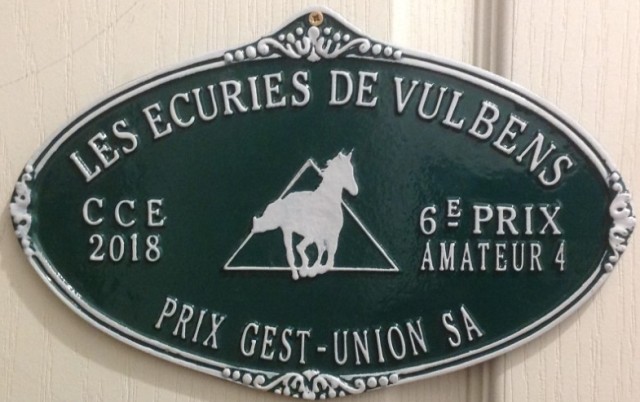 LES ECURIES DE VULBENS
CCE
2018
6E PRIX
AMATEUR 4
PRIX GEST-UNION SA